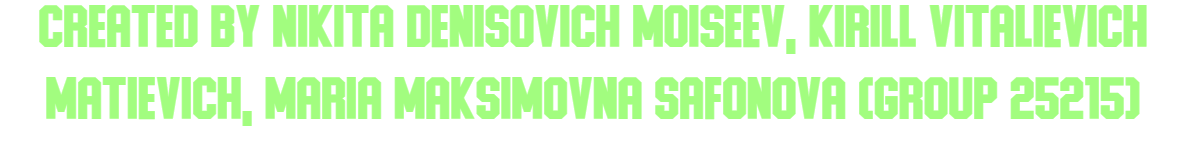 CREATED BY NIKITA DENISOVICH MOISEEV, KIRILL VITALIEVICH
MATIEVICH, MARIA MAKSIMOVNA SAFONOVA (GROUP 25215)